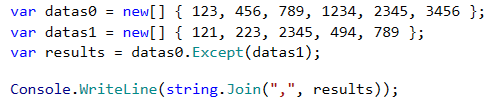 var datas0 = new[] { 123, 456, 789, 1234, 2345, 3456 };
var datas1 = new[] { 121, 223, 2345, 494, 789 };
var results = datas0.Except(datas1);
Console.WriteLine(string.Join(",", results));